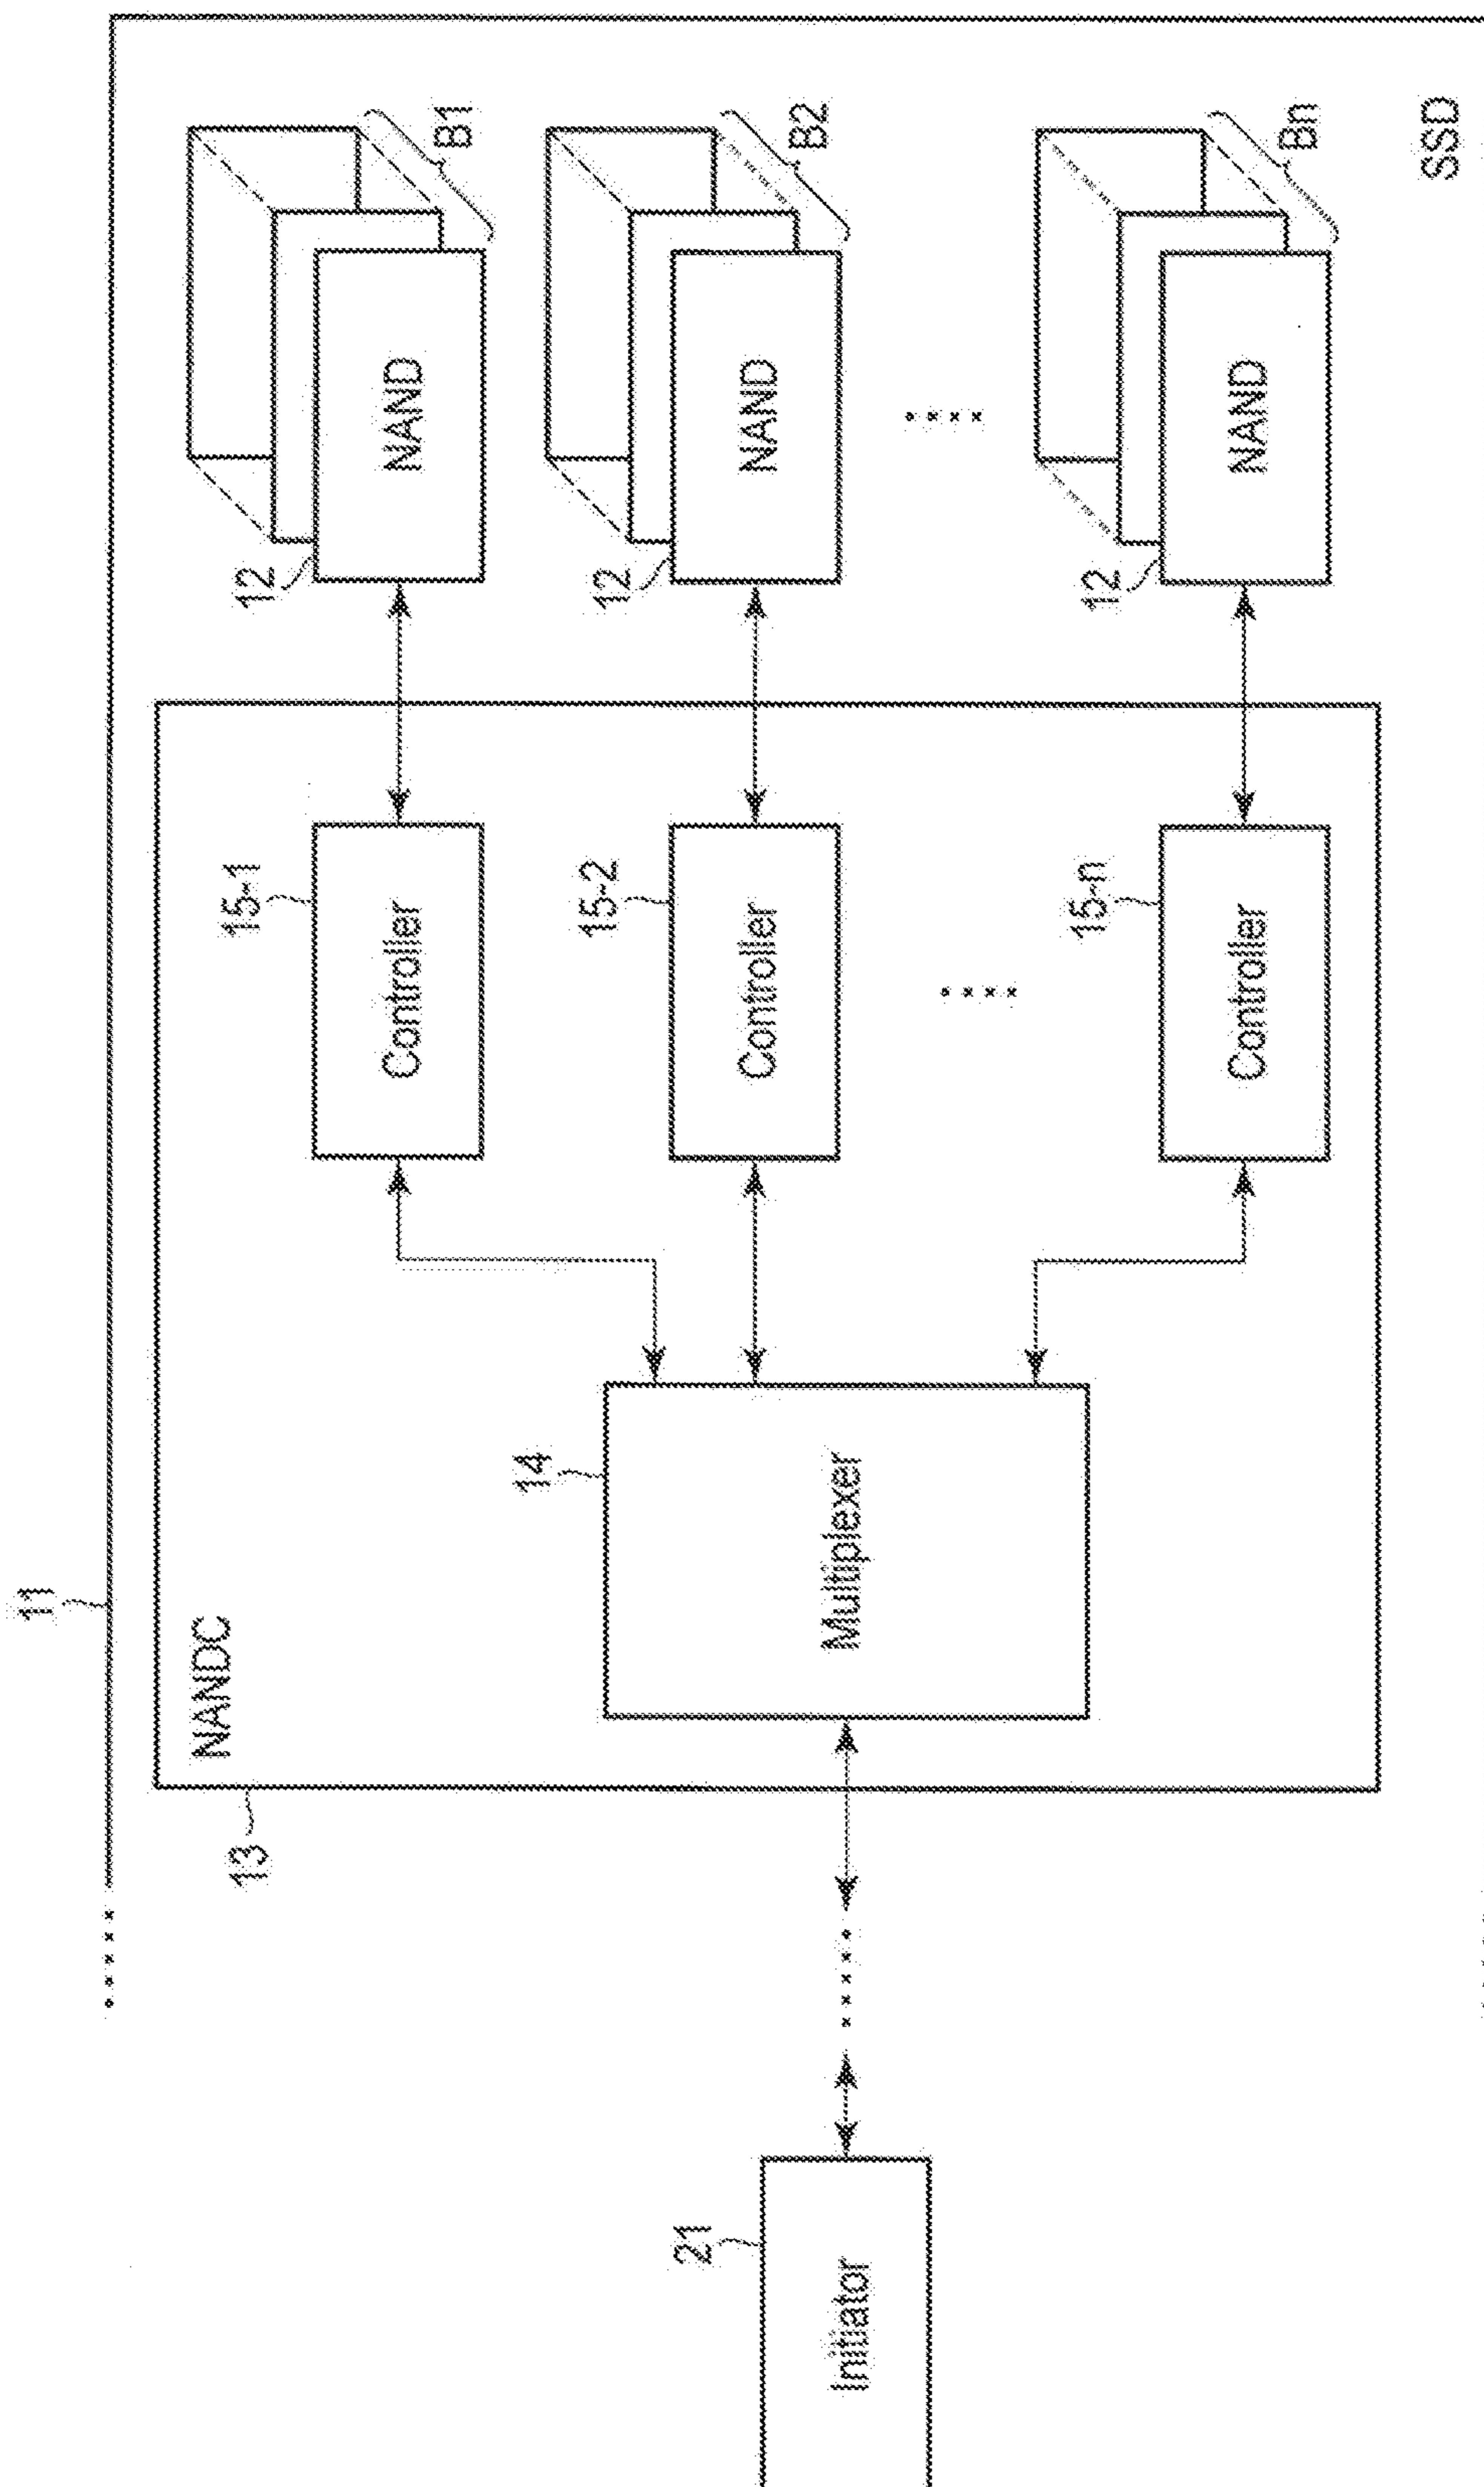 11
21
Initiator
13
NANDC
14
Multiplexer
15-1
Controller
15-2
Controller
15-n
Controller
12
NAND
B1
12
NAND
B2
12
NAND
Bn
SSD